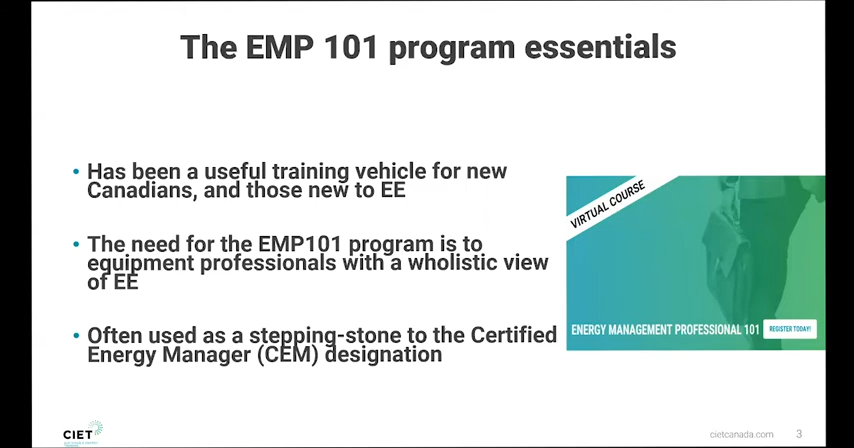 The EMP 101 program essentials
• Has been a useful training vehicle for new
Canadians, and those new to EE
• The need for the EMP101 program is to
equipment professionals with a wholistic view
of EE
• Often used as a stepping-stone to the Certified
Energy Manager (CEM) designation
VIRTUAL COURSE
ENERGY MANAGEMENT PROFESSIONAL 101
REGISTER TODAY!
CIET
cietcanada.com
3